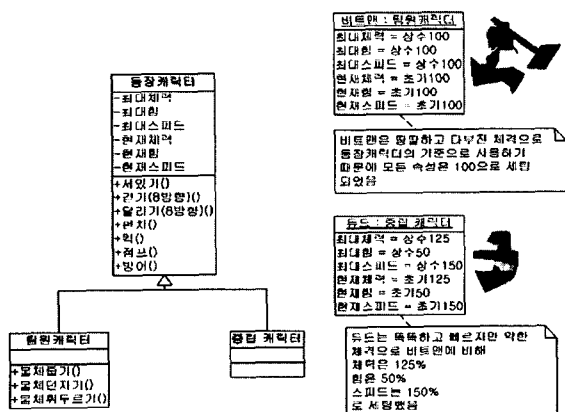 등장캐릭터
-최대체력
-최대힘
-최대스피드
-현재체력
-현재힘
-현재스피드
+서있기()
+걷기(8방향)()
+달리기(8방향)()
+펀치()
+킥()
+점프()
+방어()
팀원캐릭터
+물체줍기()
+물체던지기()
+물체휘두르기()
중립 캐릭터
비트맨 : 팀원캐릭터
최대체력 = 상수100
최대힘 = 상수100
최대스피드 = 상수100
현재체력 = 초기100
현재힘 = 초기100
현재스피드 = 초기100
비트맨은 땅딸하고 다부진 체격으로
등장캐릭터의 기준으로 사용하기
때문에 모든 속성은 100으로 세팅
되었음
듀드 : 중립 캐릭터
최대체력 = 상수125
최대힘 = 상수50
최대스피드 = 상수150
현재체력 = 초기125
현재힘 = 초기50
현재스피드 = 초기150
듀드는 똑똑하고 빠르지만 약한
체격으로 비트맨에 비해
체력은 125%
힘은 50%
스피드는 150%
로 세팅했음